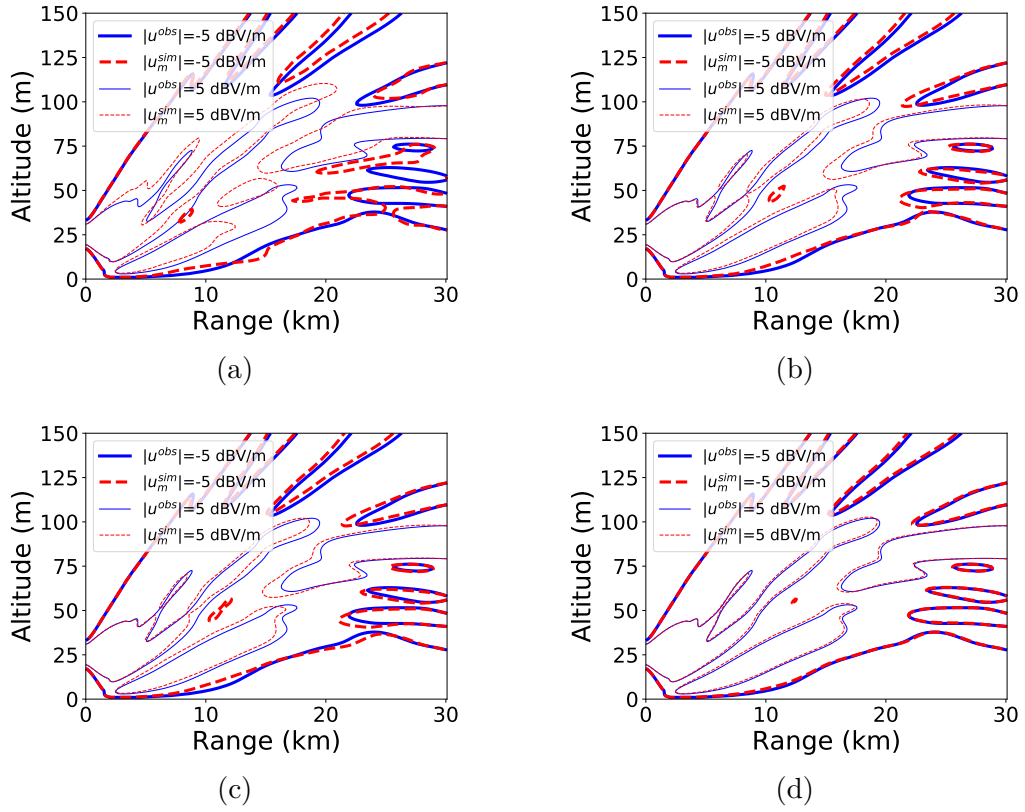 150
125
100
75
50
25
0
Altitude (m)
|u^obs|=-5 dBV/m
|u_m^sim|=-5 dBV/m
|u^obs|=5 dBV/m
|u_m^sim|=5 dBV/m
0 10 20 30
Range (km)
(a)
150
125
100
75
50
25
0
Altitude (m)
|u^obs|=-5 dBV/m
|u_m^sim|=-5 dBV/m
|u^obs|=5 dBV/m
|u_m^sim|=5 dBV/m
0 10 20 30
Range (km)
(b)
150
125
100
75
50
25
0
Altitude (m)
|u^obs|=-5 dBV/m
|u_m^sim|=-5 dBV/m
|u^obs|=5 dBV/m
|u_m^sim|=5 dBV/m
0 10 20 30
Range (km)
(c)
150
125
100
75
50
25
0
Altitude (m)
|u^obs|=-5 dBV/m
|u_m^sim|=-5 dBV/m
|u^obs|=5 dBV/m
|u_m^sim|=5 dBV/m
0 10 20 30
Range (km)
(d)